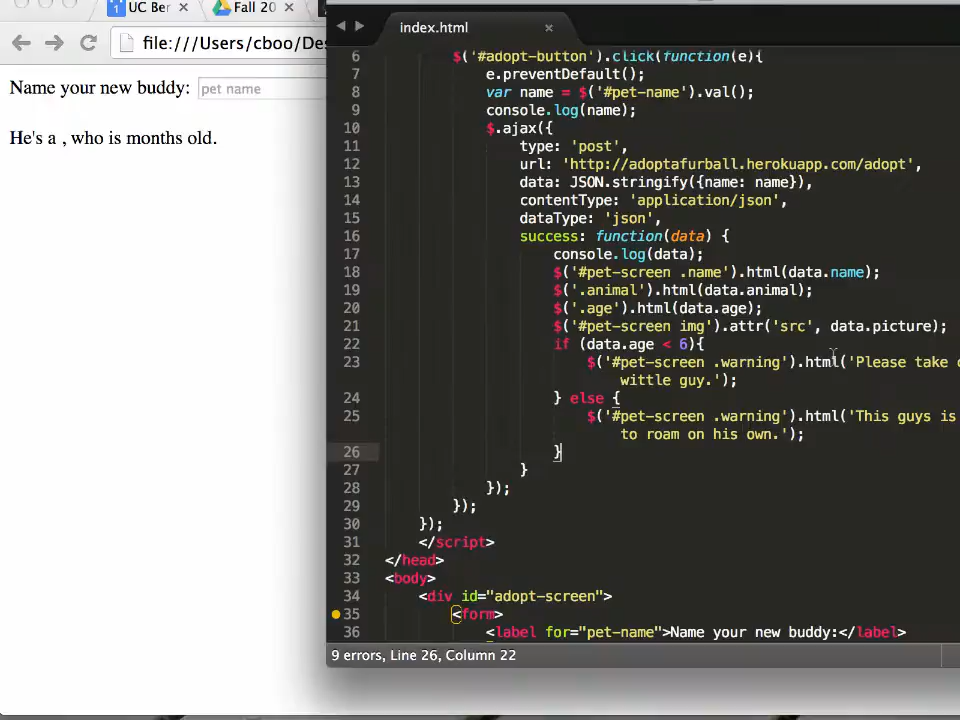 UC Ber
Fall 20
file:///Users/cboo/Des
Name your new buddy: pet name
He's a , who is months old.
index.html
6 $('#adopt-button').click(function(e){
7 e.preventDefault();
8 var name = $('#pet-name').val();
9 console.log(name);
10 $.ajax({
11 type: 'post',
12 url: 'http://adoptafurball.herokuapp.com/adopt',
13 data: JSON.stringify({name: name}),
14 contentType: 'application/json',
15 dataType: 'json',
16 success: function(data) {
17 console.log(data);
18 $('#pet-screen .name').html(data.name);
19 $('.animal').html(data.animal);
20 $('.age').html(data.age);
21 $('#pet-screen img').attr('src', data.picture);
22 if (data.age < 6){
23 $('#pet-screen .warning').html('Please take
wittle guy.');
24 } else {
25 $('#pet-screen .warning').html('This guys is
to roam on his own.');
26 }
27 }
28 });
29 });
30 });
31 </script>
32 </head>
33 <body>
34 <div id="adopt-screen">
35 <form>
36 <label for="pet-name">Name your new buddy:</label>
9 errors, Line 26, Column 22